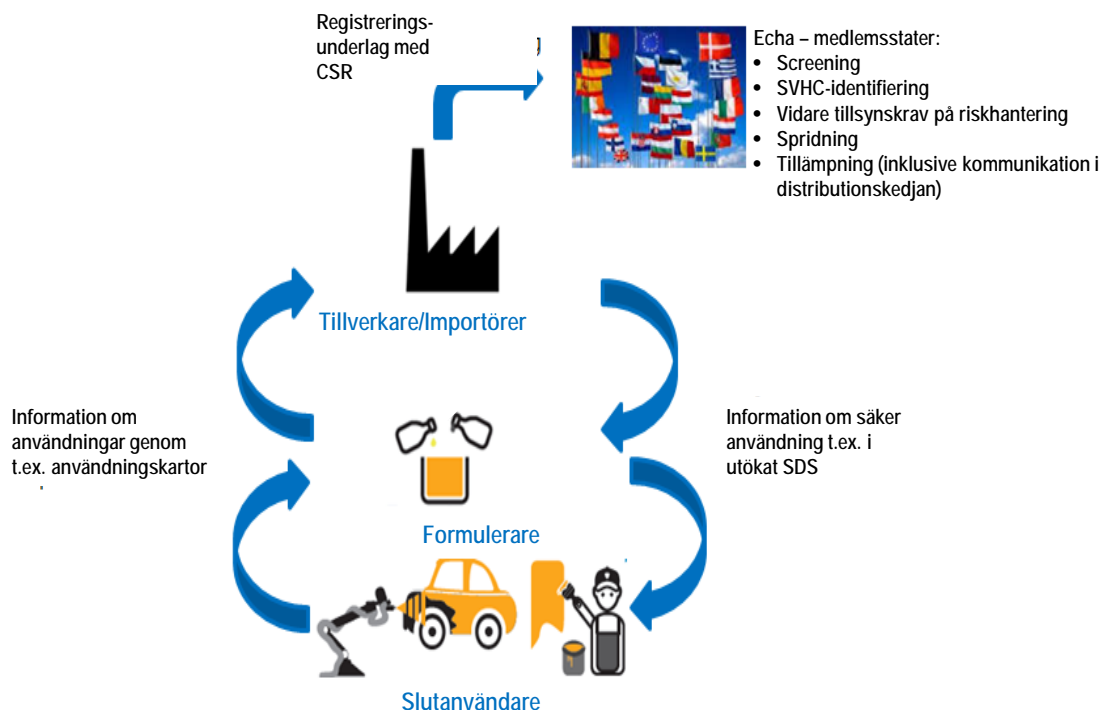 Registrerings-
underlag med
CSR
Echa – medlemsstater:
• Screening
• SVHC-identifiering
• Vidare tillsynskrav på riskhantering
• Spridning
• Tillämpning (inklusive kommunikation i
distributionskedjan)
Tillverkare/Importörer
Information om
användningar genom
t.ex. användningskartor
Information om säker
användning t.ex. i
utökat SDS
Formulerare
Slutanvändare